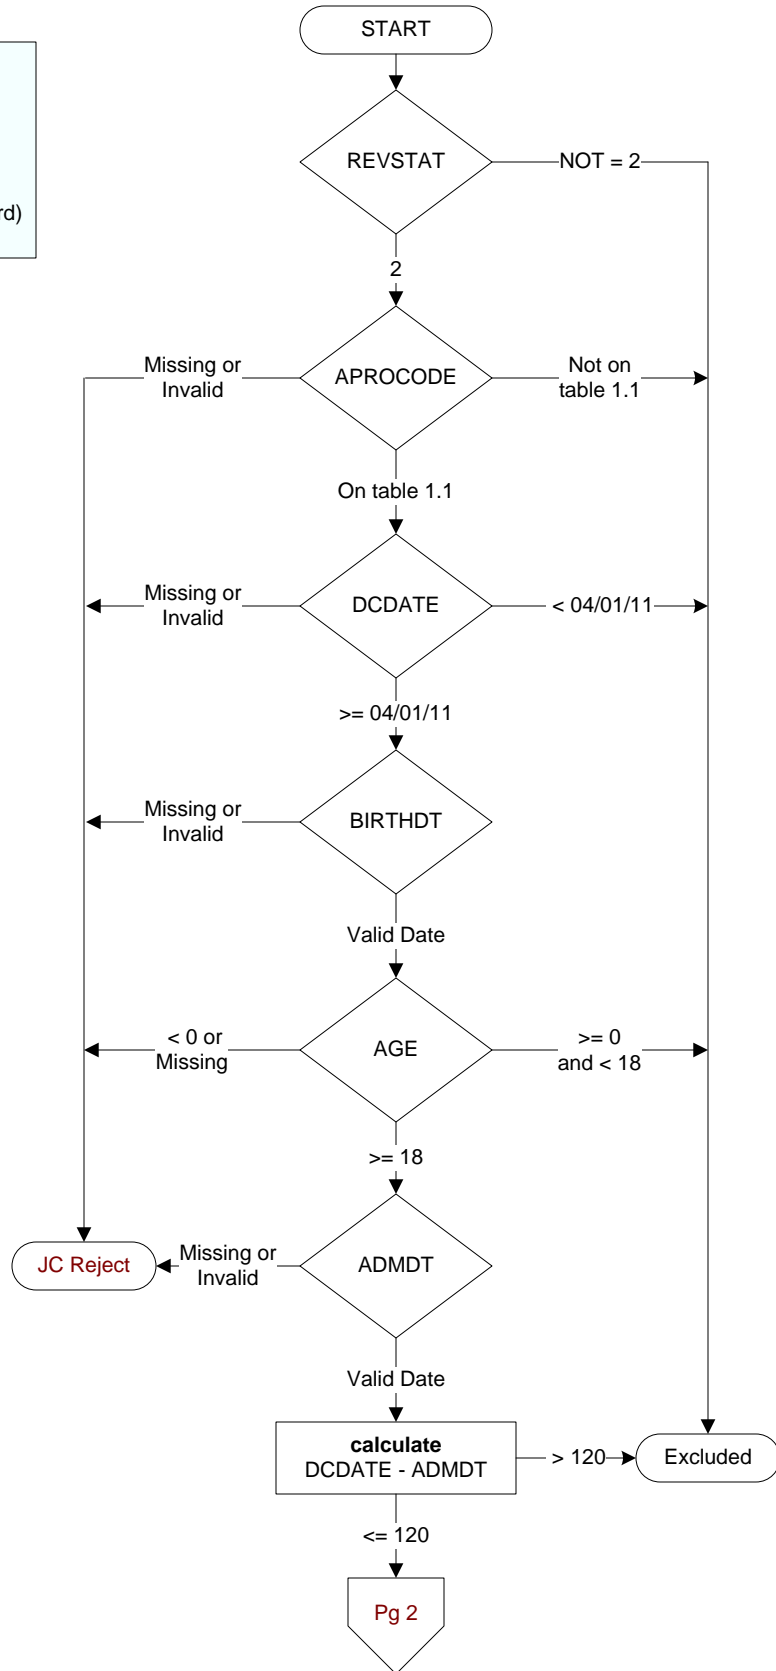 START
REVSTAT
NOT = 2
rd)
2
Missing or
Invalid
APROCODE
Not on
table 1.1
On table 1.1
Missing or
Invalid
DCDATE
< 04/01/11
>= 04/01/11
Missing or
Invalid
BIRTHDT
Valid Date
< 0 or
Missing
AGE
>= 0
and < 18
>= 18
JC Reject
Missing or
Invalid
ADMDT
Valid Date
calculate
DCDATE - ADMDT
> 120
Excluded
<= 120
Pg 2